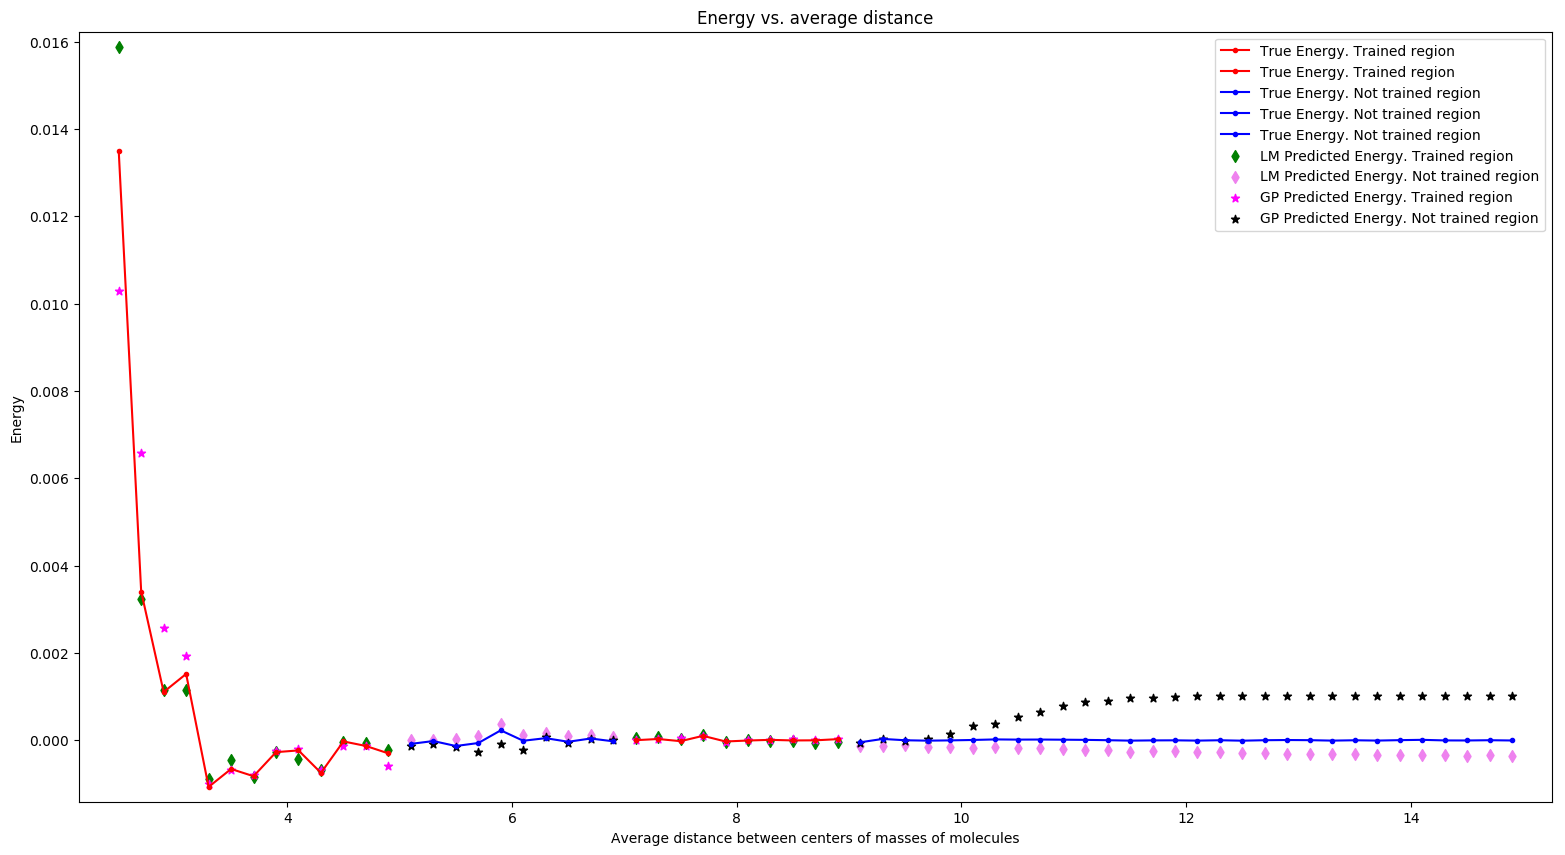 Energy vs. average distance
True Energy. Trained region
True Energy. Trained region
True Energy. Not trained region
True Energy. Not trained region
True Energy. Not trained region
LM Predicted Energy. Trained region
LM Predicted Energy. Not trained region
GP Predicted Energy. Trained region
GP Predicted Energy. Not trained region
Energy
0.016
0.014
0.012
0.010
0.008
0.006
0.004
0.002
0.000
4 6 8 10 12 14
Average distance between centers of masses of molecules